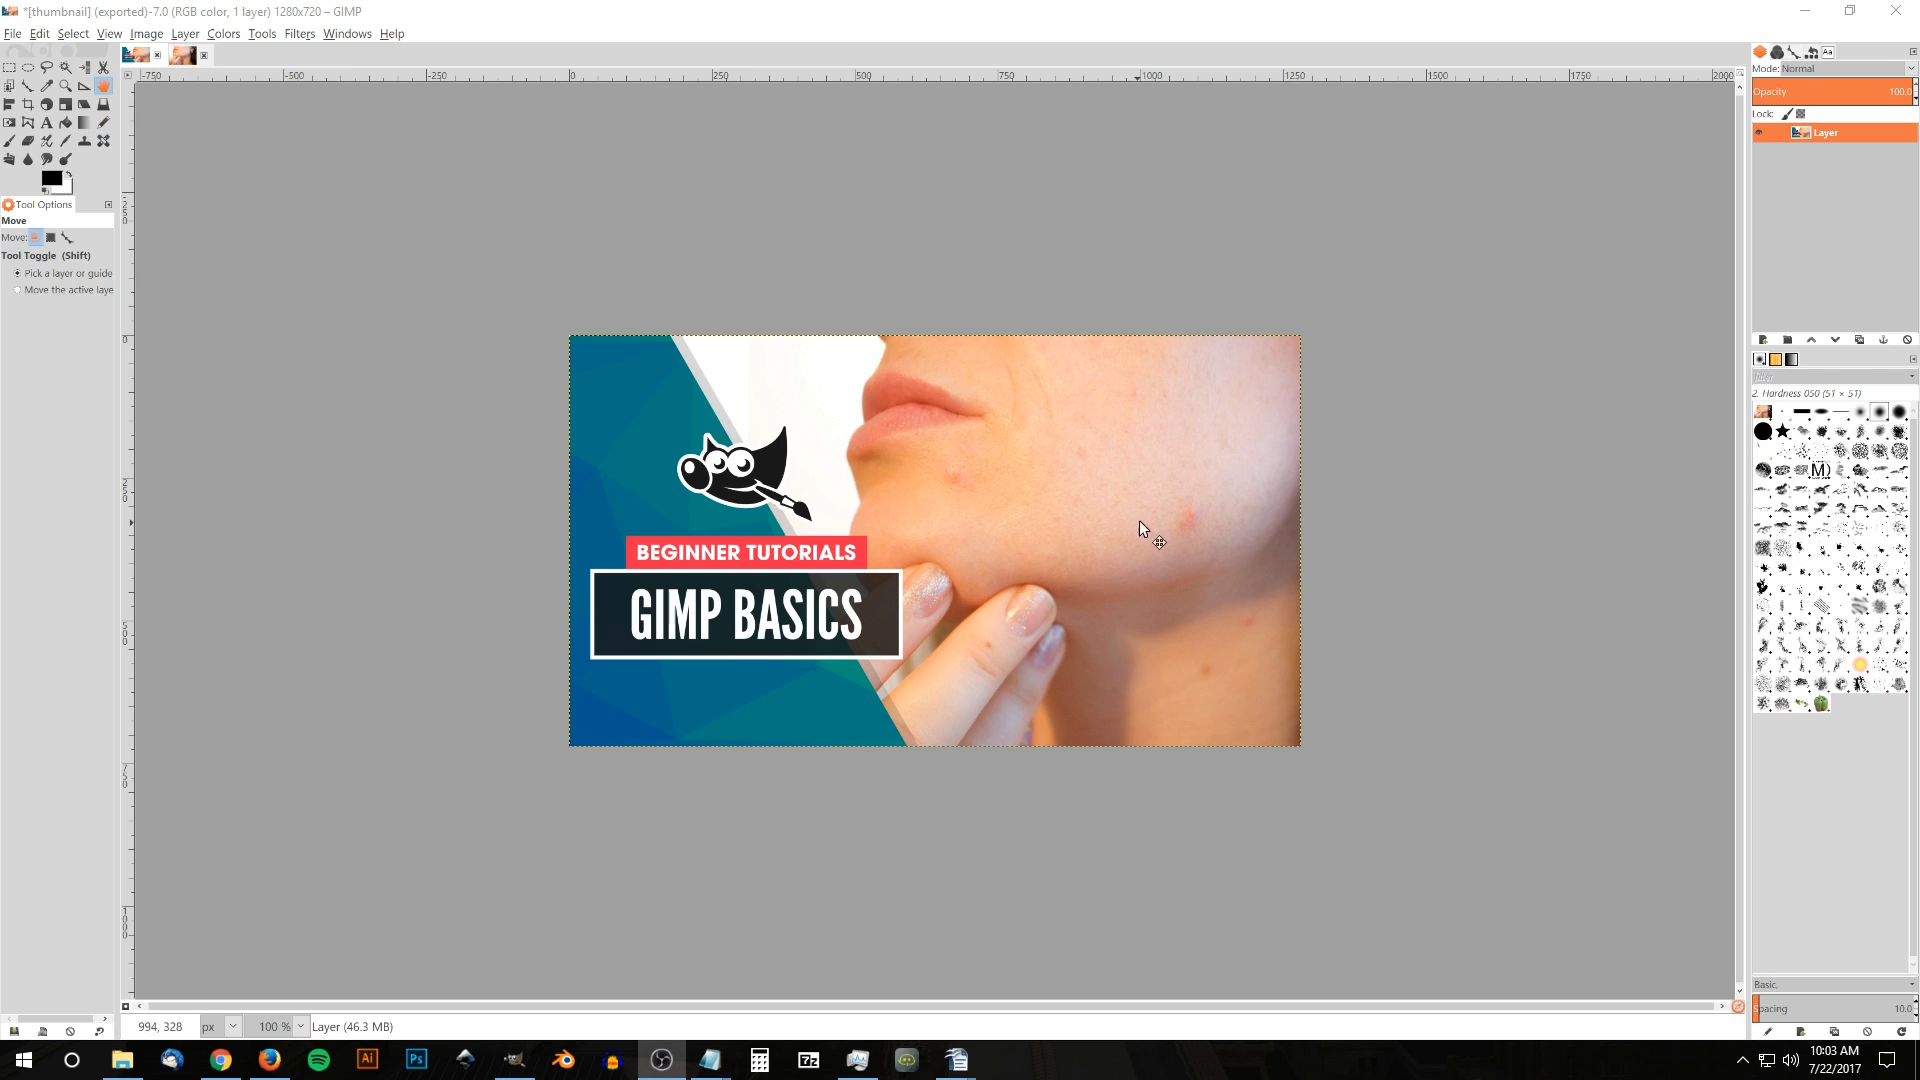 *[thumbnail] (exported)-7.0 (RGB color, 1 layer) 1280x720 – GIMP
File Edit Select View Image Layer Colors Tools Filters Windows Help
-750 -500 -250 0 250 500 750 1000 1250 1500 1750 2000
Mode: Normal
Opacity 100.0
Lock:
Layer
Tool Options
Move
Move:
Tool Toggle (Shift)
Pick a layer or guide
Move the active laye
BEGINNER TUTORIALS
GIMP BASICS
filter
2. Hardness 050 (51 × 51)
Basic,
Spacing 10.0
994, 328 px 100 % Layer (46.3 MB)
Ai Ps 7z
10:03 AM
7/22/2017